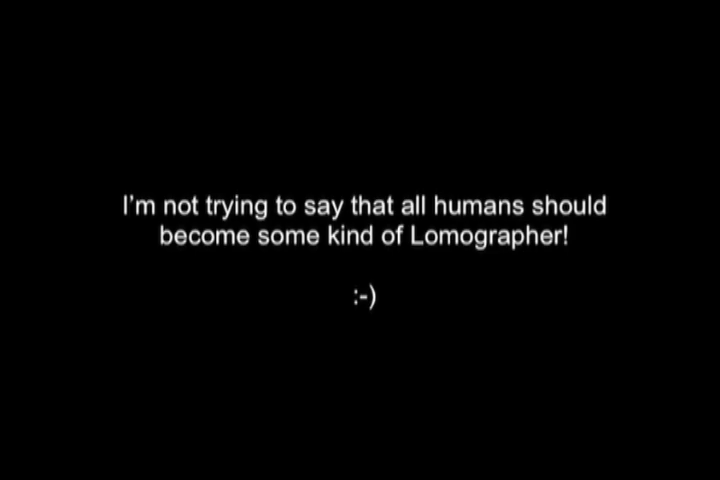 I'm not trying to say that all humans should
become some kind of Lomographer!
:-)